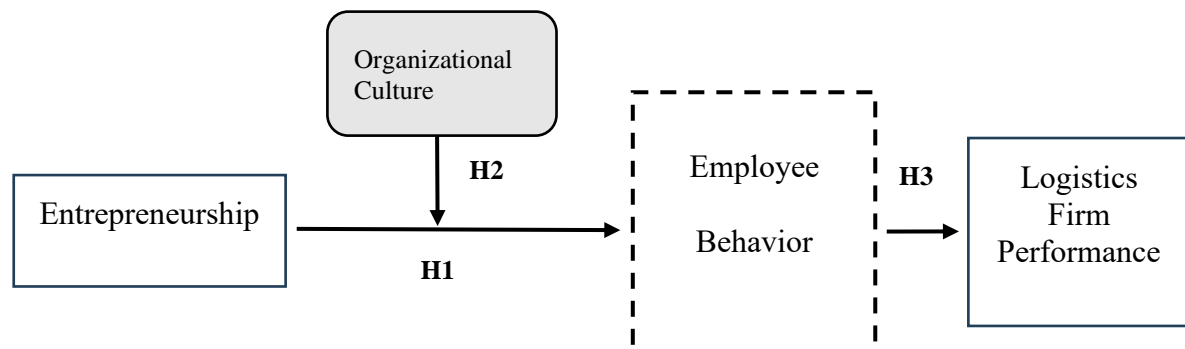 Organizational
Culture
H2
Entrepreneurship
H1
Employee
Behavior
H3
Logistics
Firm
Performance